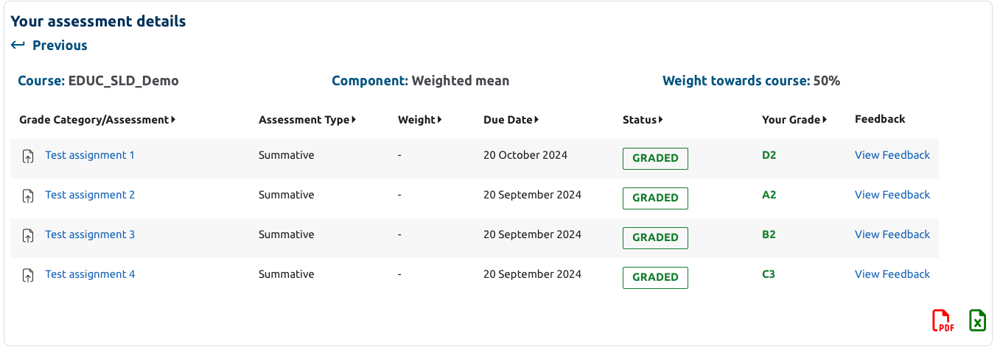 Your assessment details
Previous
Course: EDUC_SLD_Demo Component: Weighted mean Weight towards course: 50%
Grade Category/Assessment Assessment Type Weight Due Date Status Your Grade Feedback
Test assignment 1 Summative - 20 October 2024 GRADED D2 View Feedback
Test assignment 2 Summative - 20 September 2024 GRADED A2 View Feedback
Test assignment 3 Summative - 20 September 2024 GRADED B2 View Feedback
Test assignment 4 Summative - 20 September 2024 GRADED C3 View Feedback
PDF X